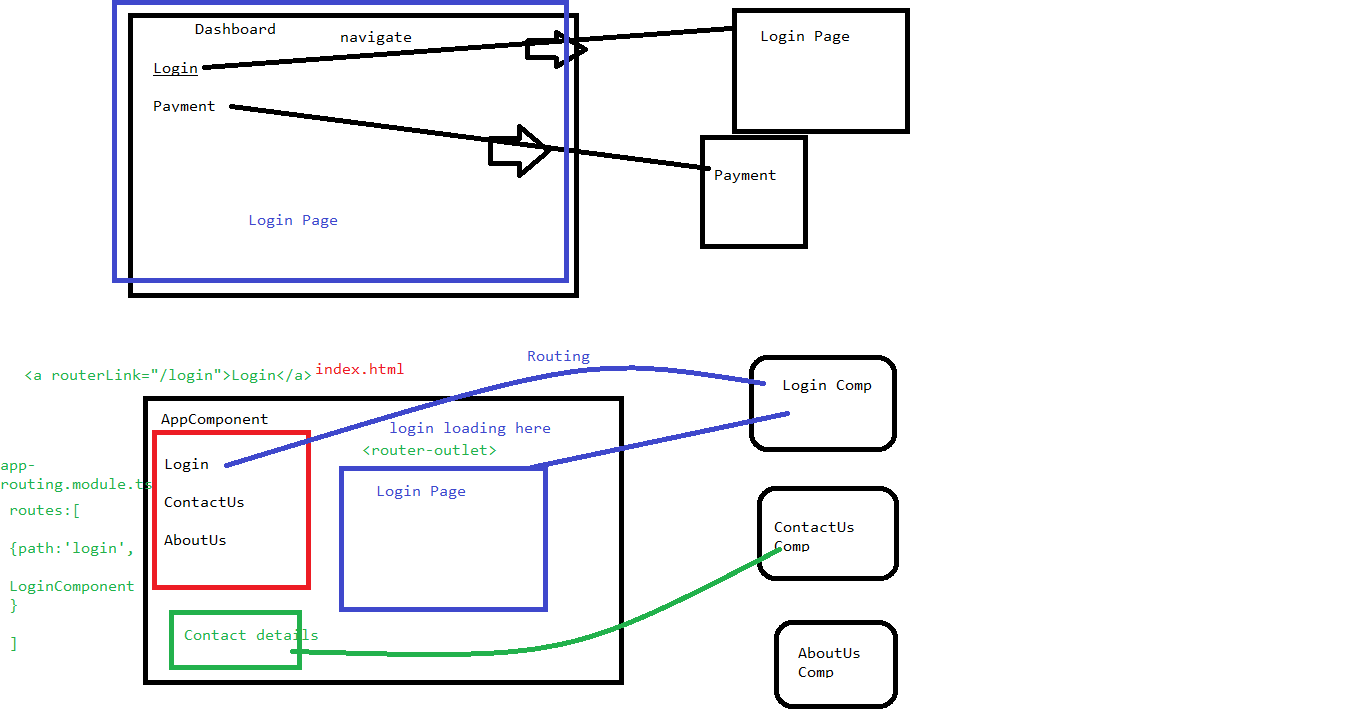 Dashboard
navigate
Login Page
Login
Payment
Payment
Login Page
Routing
<a routerLink="/login">Login</a>
index.html
Login Comp
AppComponent
login loading here
<router-outlet>
Login
app-
routing.module.ts
Login Page
ContactUs
routes:[
ContactUs
Comp
AboutUs
{path:'login',
LoginComponent
}
Contact details
]
AboutUs
Comp